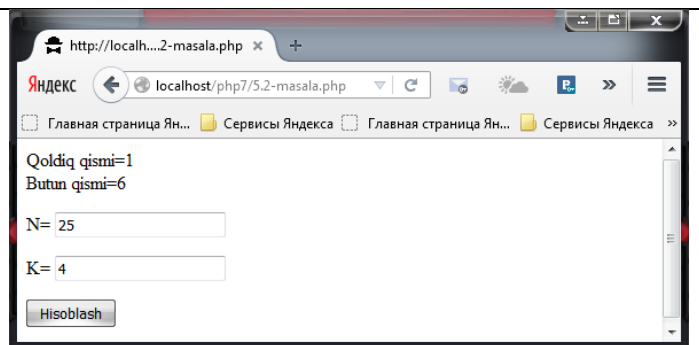 http://localh....2-masala.php × +
Яндекс localhost/php7/5.2-masala.php »
Главная страница Ян... Сервисы Яндекса Главная страница Ян... Сервисы Яндекса »
Qoldiq qismi=1
Butun qismi=6
N= 25
K= 4
Hisoblash